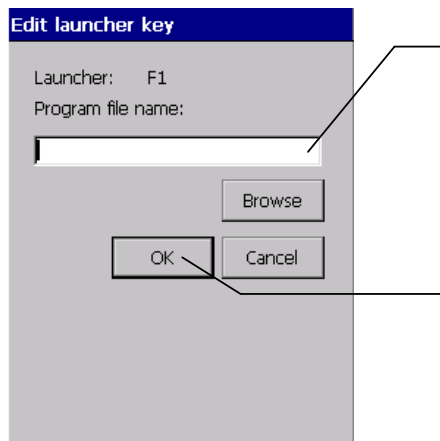 Edit launcher key
Launcher: F1
Program file name:
Browse
OK Cancel